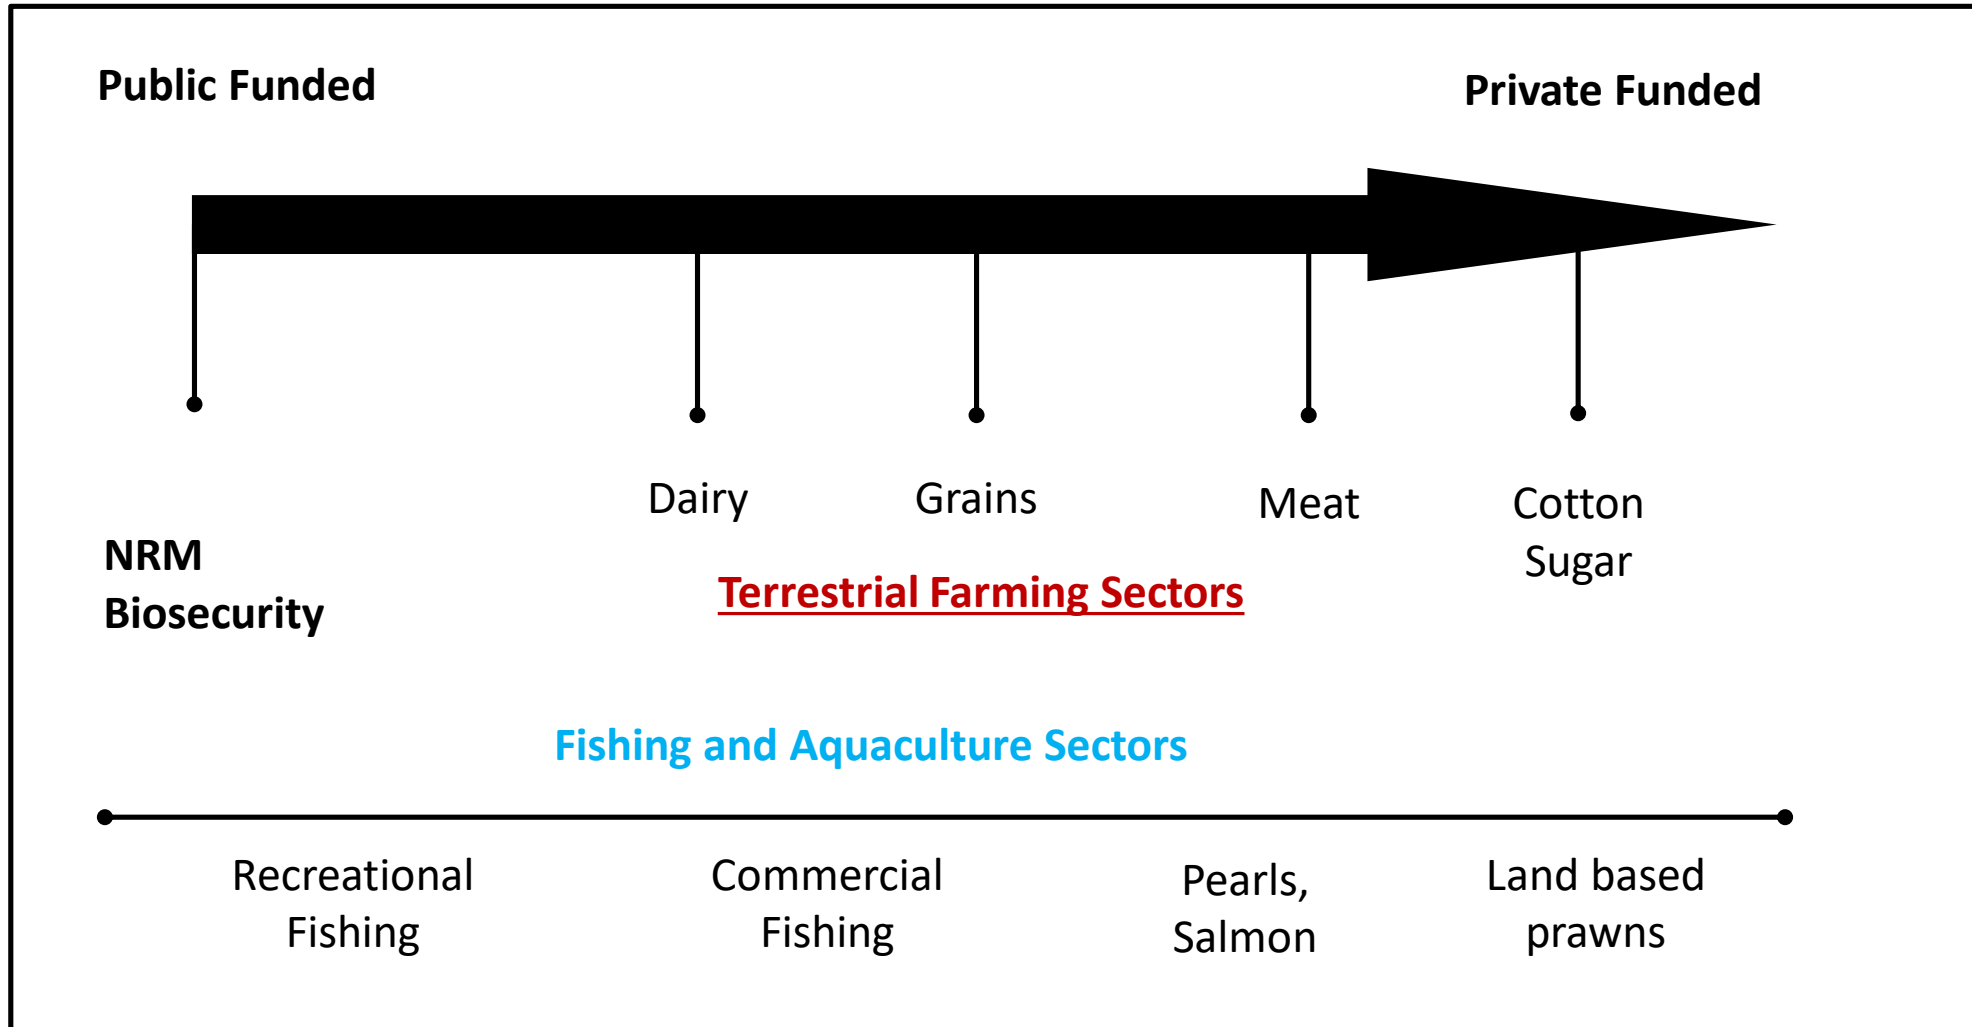 Public Funded
Private Funded
Dairy
Grains
Meat
Cotton
Sugar
NRM
Biosecurity
Terrestrial Farming Sectors
Fishing and Aquaculture Sectors
Recreational
Fishing
Commercial
Fishing
Pearls,
Salmon
Land based
prawns